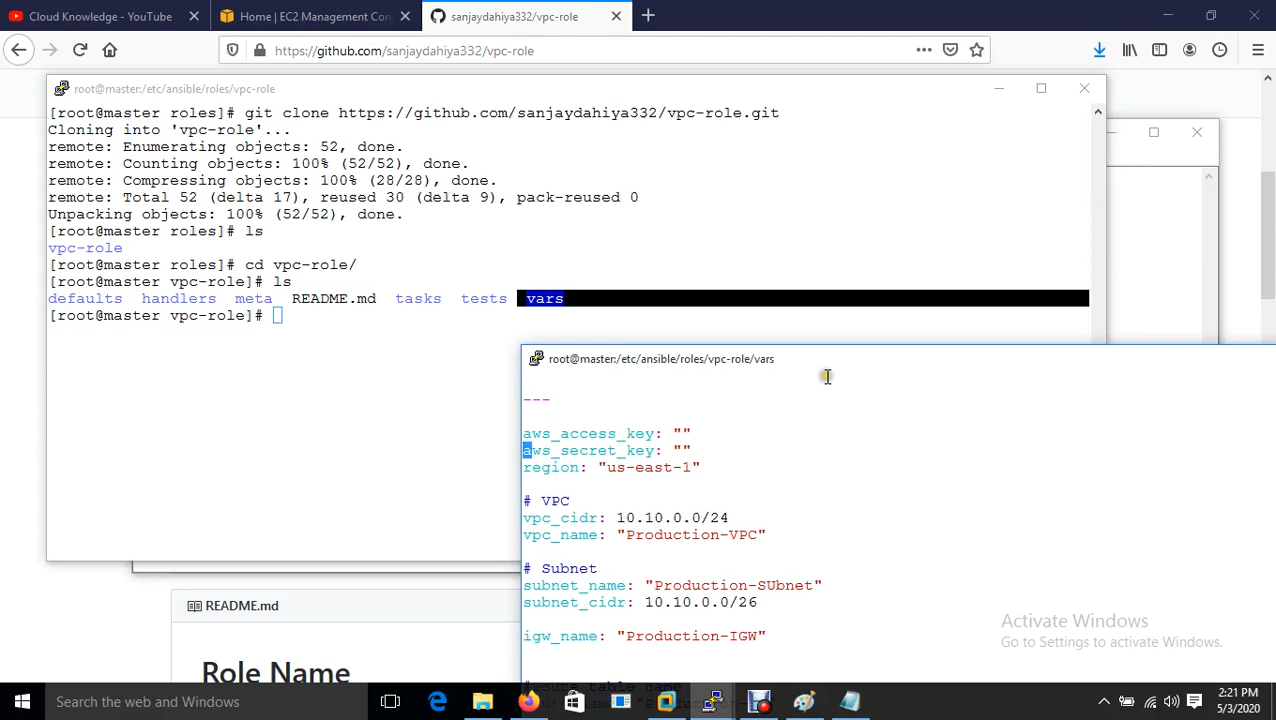 Cloud Knowledge - YouTube
Home | EC2 Management Con
sanjaydahiya332/vpc-role
https://github.com/sanjaydahiya332/vpc-role
root@master:/etc/ansible/roles/vpc-role
[root@master roles]# git clone https://github.com/sanjaydahiya332/vpc-role.git
Cloning into 'vpc-role'...
remote: Enumerating objects: 52, done.
remote: Counting objects: 100% (52/52), done.
remote: Compressing objects: 100% (28/28), done.
remote: Total 52 (delta 17), reused 30 (delta 9), pack-reused 0
Unpacking objects: 100% (52/52), done.
[root@master roles]# ls
vpc-role
[root@master roles]# cd vpc-role/
[root@master vpc-role]# ls
defaults handlers meta README.md tasks tests vars
[root@master vpc-role]#
root@master:/etc/ansible/roles/vpc-role/vars
---
aws_access_key: ""
aws_secret_key: ""
region: "us-east-1"
# VPC
vpc_cidr: 10.10.0.0/24
vpc_name: "Production-VPC"
# Subnet
subnet_name: "Production-SUbnet"
subnet_cidr: 10.10.0.0/26
igw_name: "Production-IGW"
README.md
Role Name
Activate Windows
Go to Settings to activate Windows.
Search the Web and Windows
2:21 PM
5/3/2020